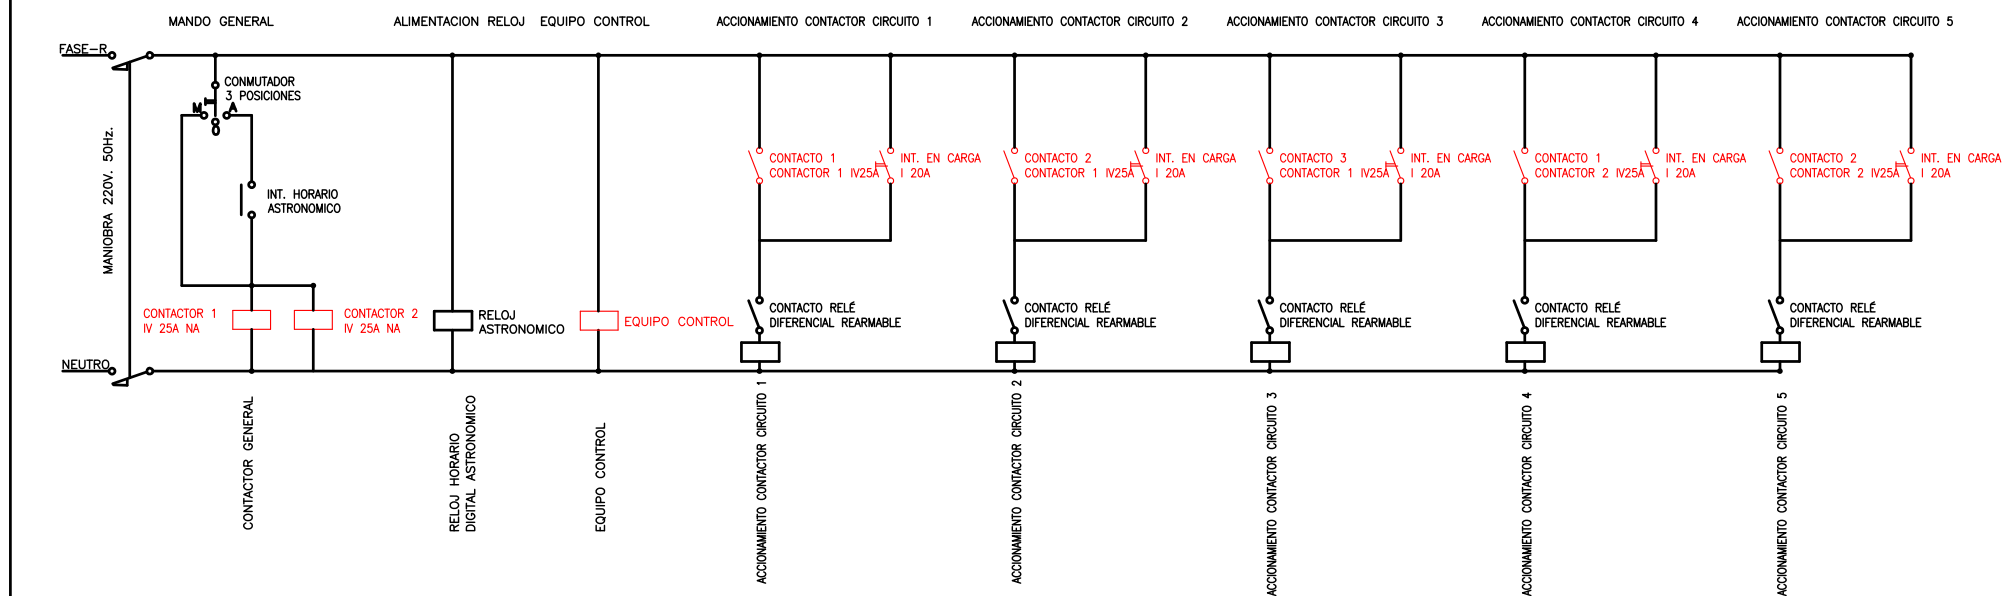 MANDO GENERAL
ALIMENTACION RELOJ
EQUIPO CONTROL
ACCIONAMIENTO CONTACTOR CIRCUITO 1
ACCIONAMIENTO CONTACTOR CIRCUITO 2
ACCIONAMIENTO CONTACTOR CIRCUITO 3
ACCIONAMIENTO CONTACTOR CIRCUITO 4
ACCIONAMIENTO CONTACTOR CIRCUITO 5
FASE-R
CONMUTADOR
3 POSICIONES
M
A
0
MANIOBRA 220V. 50Hz.
INT. HORARIO
ASTRONOMICO
CONTACTO 1
CONTACTOR 1 IV25A
INT. EN CARGA
I 20A
CONTACTO 2
CONTACTOR 1 IV25A
INT. EN CARGA
I 20A
CONTACTO 3
CONTACTOR 1 IV25A
INT. EN CARGA
I 20A
CONTACTO 1
CONTACTOR 2 IV25A
INT. EN CARGA
I 20A
CONTACTO 2
CONTACTOR 2 IV25A
INT. EN CARGA
I 20A
CONTACTOR 1
IV 25A NA
CONTACTOR 2
IV 25A NA
RELOJ
ASTRONOMICO
EQUIPO CONTROL
CONTACTO RELÉ
DIFERENCIAL REARMABLE
CONTACTO RELÉ
DIFERENCIAL REARMABLE
CONTACTO RELÉ
DIFERENCIAL REARMABLE
CONTACTO RELÉ
DIFERENCIAL REARMABLE
CONTACTO RELÉ
DIFERENCIAL REARMABLE
NEUTRO
CONTACTOR GENERAL
RELOJ HORARIO
DIGITAL ASTRONOMICO
EQUIPO CONTROL
ACCIONAMIENTO CONTACTOR CIRCUITO 1
ACCIONAMIENTO CONTACTOR CIRCUITO 2
ACCIONAMIENTO CONTACTOR CIRCUITO 3
ACCIONAMIENTO CONTACTOR CIRCUITO 4
ACCIONAMIENTO CONTACTOR CIRCUITO 5